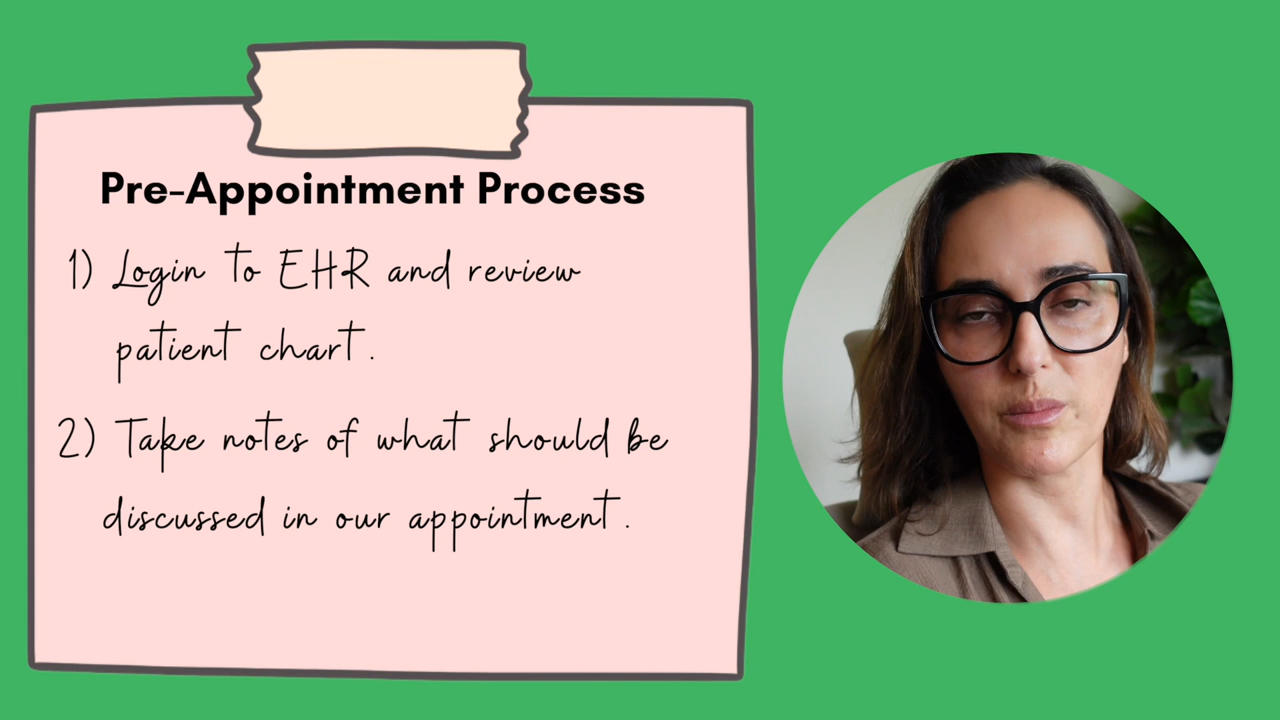 Pre-Appointment Process
1) Login to EHR and review
patient chart.
2) Take notes of what should be
discussed in our appointment.